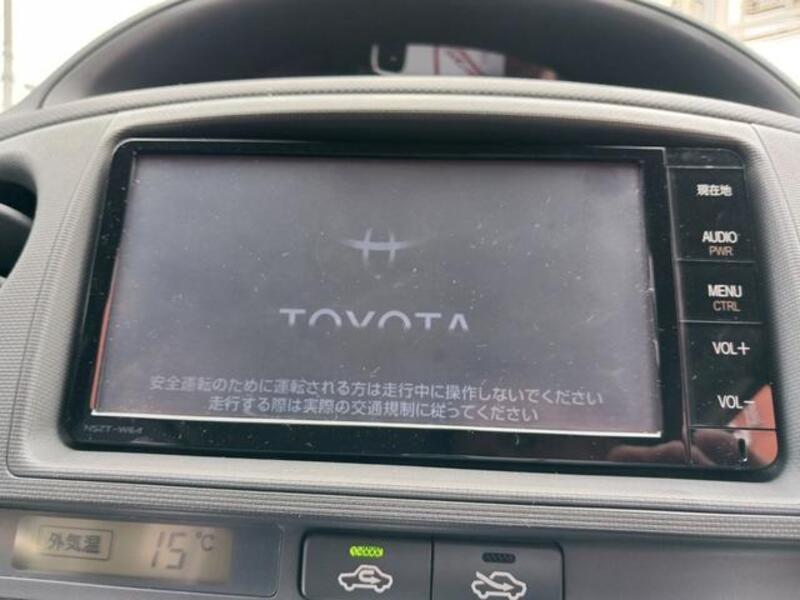 現在地
AUDIO
PWR
MENU
CTRL
VOL+
VOL-
TOYOTA
安全運転のために運転される方は走行中に操作しないでください
走行する際は実際の交通規制に従ってください
NSZT-W64
外気温 15℃